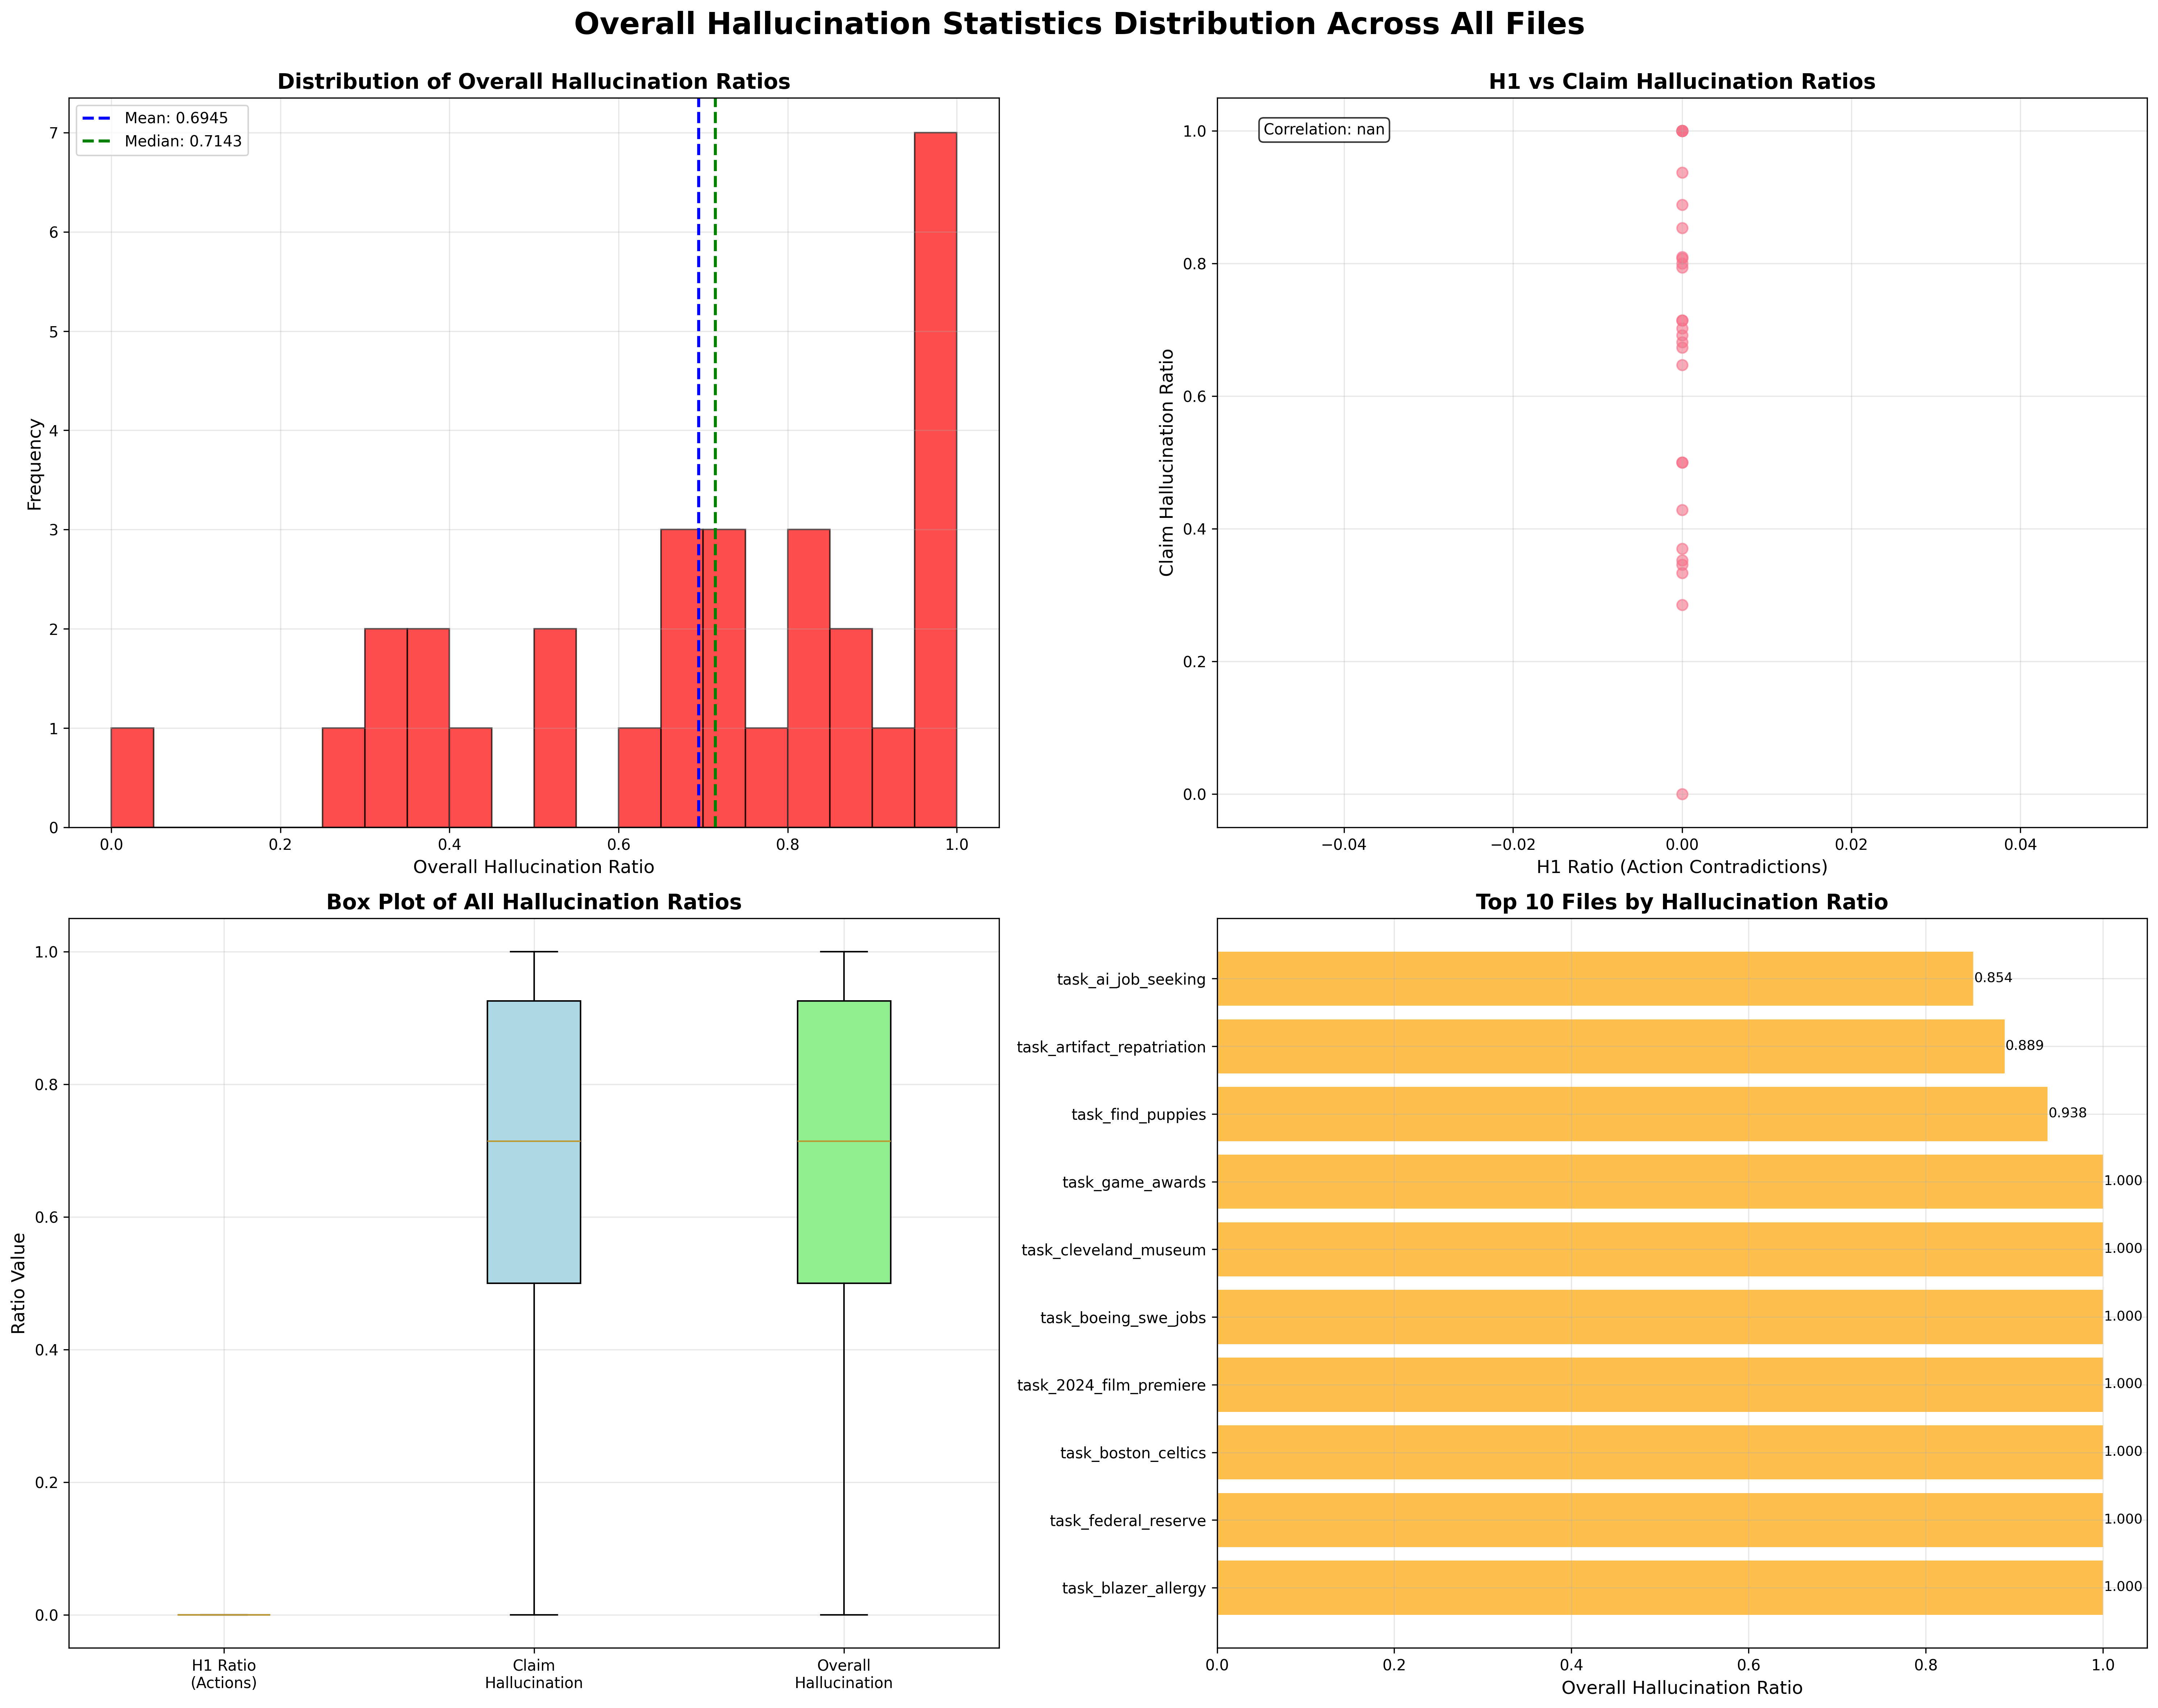 Overall Hallucination Statistics Distribution Across All Files
Distribution of Overall Hallucination Ratios
Mean: 0.6945
Median: 0.7143
7
6
5
4
3
2
1
0
Frequency
0.0 0.2 0.4 0.6 0.8 1.0
Overall Hallucination Ratio
H1 vs Claim Hallucination Ratios
Correlation: nan
1.0
0.8
0.6
0.4
0.2
0.0
Claim Hallucination Ratio
−0.04 −0.02 0.00 0.02 0.04
H1 Ratio (Action Contradictions)
Box Plot of All Hallucination Ratios
1.0
0.8
0.6
0.4
0.2
0.0
Ratio Value
H1 Ratio
(Actions)
Claim
Hallucination
Overall
Hallucination
Top 10 Files by Hallucination Ratio
task_ai_job_seeking 0.854
task_artifact_repatriation 0.889
task_find_puppies 0.938
task_game_awards 1.000
task_cleveland_museum 1.000
task_boeing_swe_jobs 1.000
task_2024_film_premiere 1.000
task_boston_celtics 1.000
task_federal_reserve 1.000
task_blazer_allergy 1.000
0.0 0.2 0.4 0.6 0.8 1.0
Overall Hallucination Ratio